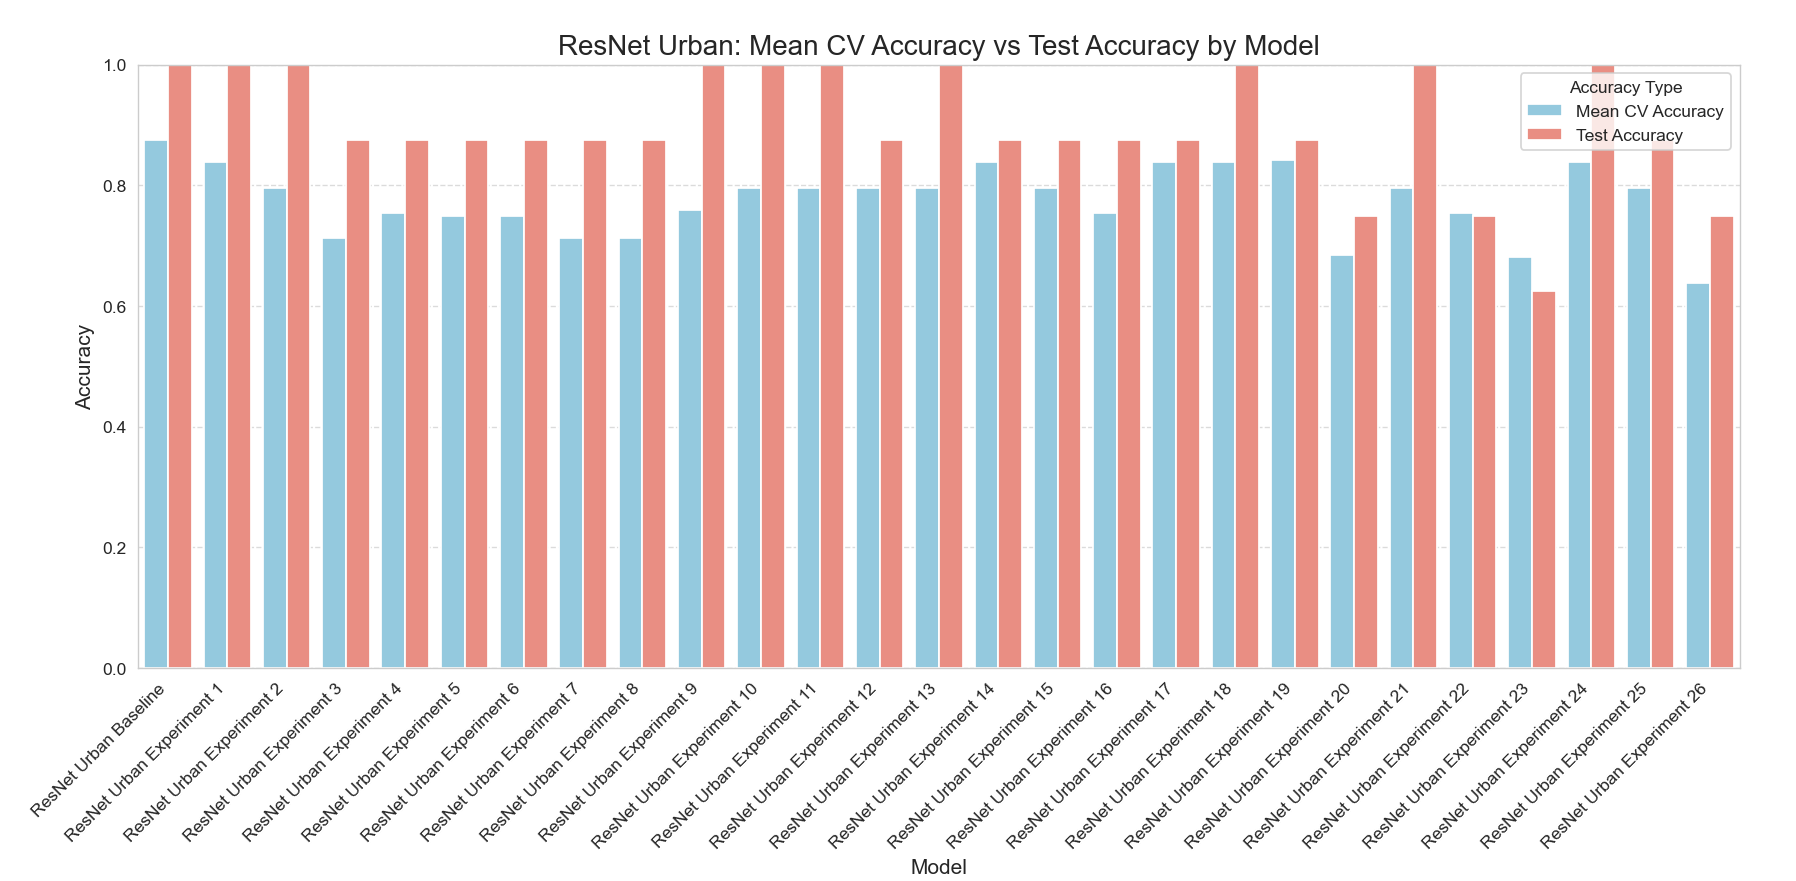 ResNet Urban: Mean CV Accuracy vs Test Accuracy by Model
Accuracy Type
Mean CV Accuracy
Test Accuracy
Accuracy
1.0
0.8
0.6
0.4
0.2
0.0
ResNet Urban Baseline
ResNet Urban Experiment 1
ResNet Urban Experiment 2
ResNet Urban Experiment 3
ResNet Urban Experiment 4
ResNet Urban Experiment 5
ResNet Urban Experiment 6
ResNet Urban Experiment 7
ResNet Urban Experiment 8
ResNet Urban Experiment 9
ResNet Urban Experiment 10
ResNet Urban Experiment 11
ResNet Urban Experiment 12
ResNet Urban Experiment 13
ResNet Urban Experiment 14
ResNet Urban Experiment 15
ResNet Urban Experiment 16
ResNet Urban Experiment 17
ResNet Urban Experiment 18
ResNet Urban Experiment 19
ResNet Urban Experiment 20
ResNet Urban Experiment 21
ResNet Urban Experiment 22
ResNet Urban Experiment 23
ResNet Urban Experiment 24
ResNet Urban Experiment 25
ResNet Urban Experiment 26
Model